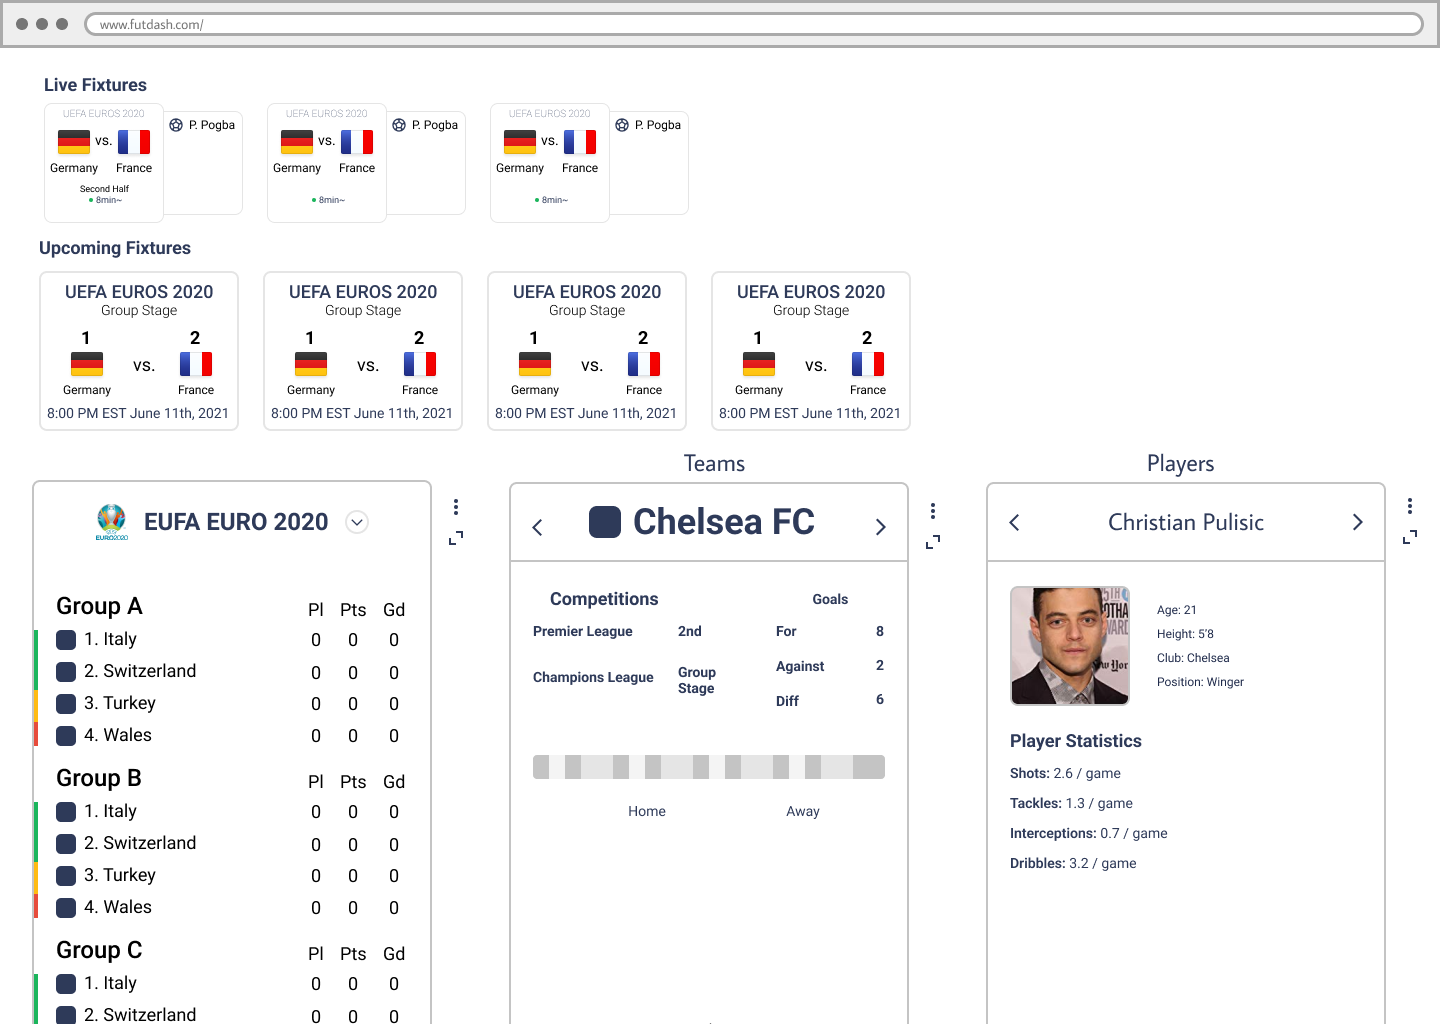 www.futdash.com/
Live Fixtures
UEFA EUROS 2020
vs.
Germany France
Second Half
8min~
P. Pogba
UEFA EUROS 2020
vs.
Germany France
8min~
P. Pogba
UEFA EUROS 2020
vs.
Germany France
8min~
P. Pogba
Upcoming Fixtures
UEFA EUROS 2020
Group Stage
1 2
vs.
Germany France
8:00 PM EST June 11th, 2021
UEFA EUROS 2020
Group Stage
1 2
vs.
Germany France
8:00 PM EST June 11th, 2021
UEFA EUROS 2020
Group Stage
1 2
vs.
Germany France
8:00 PM EST June 11th, 2021
UEFA EUROS 2020
Group Stage
1 2
vs.
Germany France
8:00 PM EST June 11th, 2021
EURO2020
EUFA EURO 2020
Group A Pl Pts Gd
1. Italy 0 0 0
2. Switzerland 0 0 0
3. Turkey 0 0 0
4. Wales 0 0 0
Group B Pl Pts Gd
1. Italy 0 0 0
2. Switzerland 0 0 0
3. Turkey 0 0 0
4. Wales 0 0 0
Group C Pl Pts Gd
1. Italy 0 0 0
2. Switzerland 0 0 0
Teams
Chelsea FC
Competitions
Premier League 2nd
Champions League Group
Stage
Goals
For 8
Against 2
Diff 6
Home Away
Players
Christian Pulisic
Age: 21
Height: 5'8
Club: Chelsea
Position: Winger
Player Statistics
Shots: 2.6 / game
Tackles: 1.3 / game
Interceptions: 0.7 / game
Dribbles: 3.2 / game